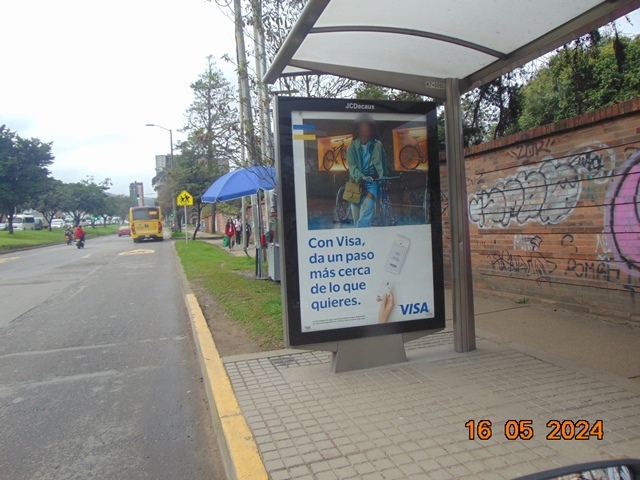 JCDecaux
Con Visa,
da un paso
más cerca
de lo que
quieres.
VISA
16 05 2024